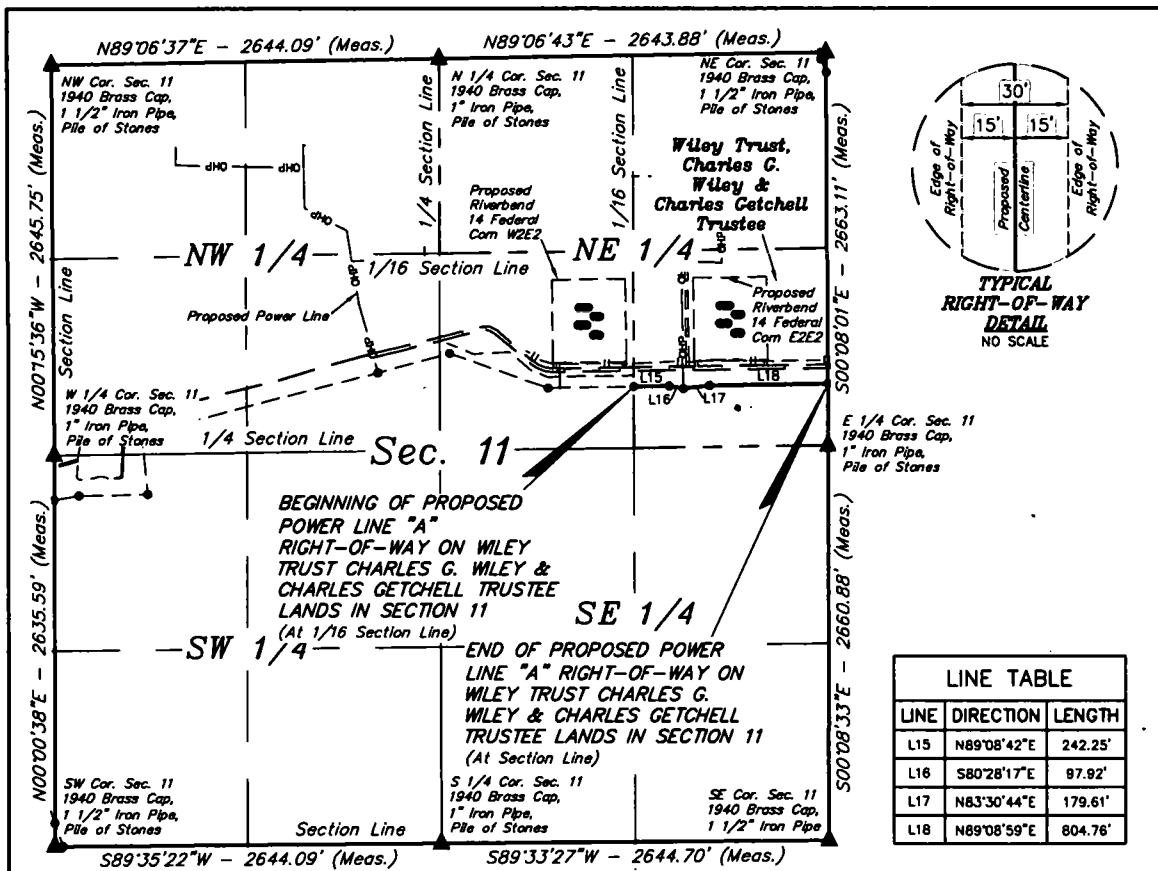 N89°06'37"E - 2644.09' (Meas.)
N89°06'43"E - 2643.88' (Meas.)
NW Cor. Sec. 11
1940 Brass Cap,
1 1/2" Iron Pipe,
Pile of Stones
N 1/4 Cor. Sec. 11
1940 Brass Cap,
1" Iron Pipe,
Pile of Stones
NE Cor. Sec. 11
1940 Brass Cap,
1 1/2" Iron Pipe,
Pile of Stones
N00°15'36"W - 2645.75' (Meas.)
Section Line
1/4 Section Line
1/16 Section Line
S00°08'01"E - 2663.11' (Meas.)
OHP
OHP
OHP
OHP
OHP
OHP
OHP
OHP
Proposed
Riverbend
14 Federal
Com W2E2
Wiley Trust,
Charles G.
Wiley &
Charles Getchell
Trustee
NW 1/4
NE 1/4
1/16 Section Line
Proposed Power Line
Proposed
Riverbend
14 Federal
Com E2E2
30'
15'
15'
Edge of
Right-of-Way
Proposed
Centerline
Edge of
Right-of-Way
TYPICAL
RIGHT-OF-WAY
DETAIL
NO SCALE
L15
L16
L17
L18
W 1/4 Cor. Sec. 11
1940 Brass Cap,
1" Iron Pipe,
Pile of Stones
1/4 Section Line
Sec. 11
E 1/4 Cor. Sec. 11
1940 Brass Cap,
1" Iron Pipe,
Pile of Stones
BEGINNING OF PROPOSED
POWER LINE "A"
RIGHT-OF-WAY ON WILEY
TRUST CHARLES G. WILEY &
CHARLES GETCHELL TRUSTEE
LANDS IN SECTION 11
(At 1/16 Section Line)
SW 1/4
SE 1/4
END OF PROPOSED POWER
LINE "A" RIGHT-OF-WAY ON
WILEY TRUST CHARLES G.
WILEY & CHARLES GETCHELL
TRUSTEE LANDS IN SECTION 11
(At Section Line)
N00°00'38"E - 2635.59' (Meas.)
S00°08'33"E - 2660.88' (Meas.)
SW Cor. Sec. 11
1940 Brass Cap,
1 1/2" Iron Pipe,
Pile of Stones
Section Line
S 1/4 Cor. Sec. 11
1940 Brass Cap,
1" Iron Pipe,
Pile of Stones
SE Cor. Sec. 11
1940 Brass Cap,
1 1/2" Iron Pipe
S89°35'22"W - 2644.09' (Meas.)
S89°33'27"W - 2644.70' (Meas.)
LINE TABLE
LINE DIRECTION LENGTH
L15 N89°08'42"E 242.25'
L16 S80°28'17"E 97.92'
L17 N83°30'44"E 179.61'
L18 N89°08'59"E 804.76'